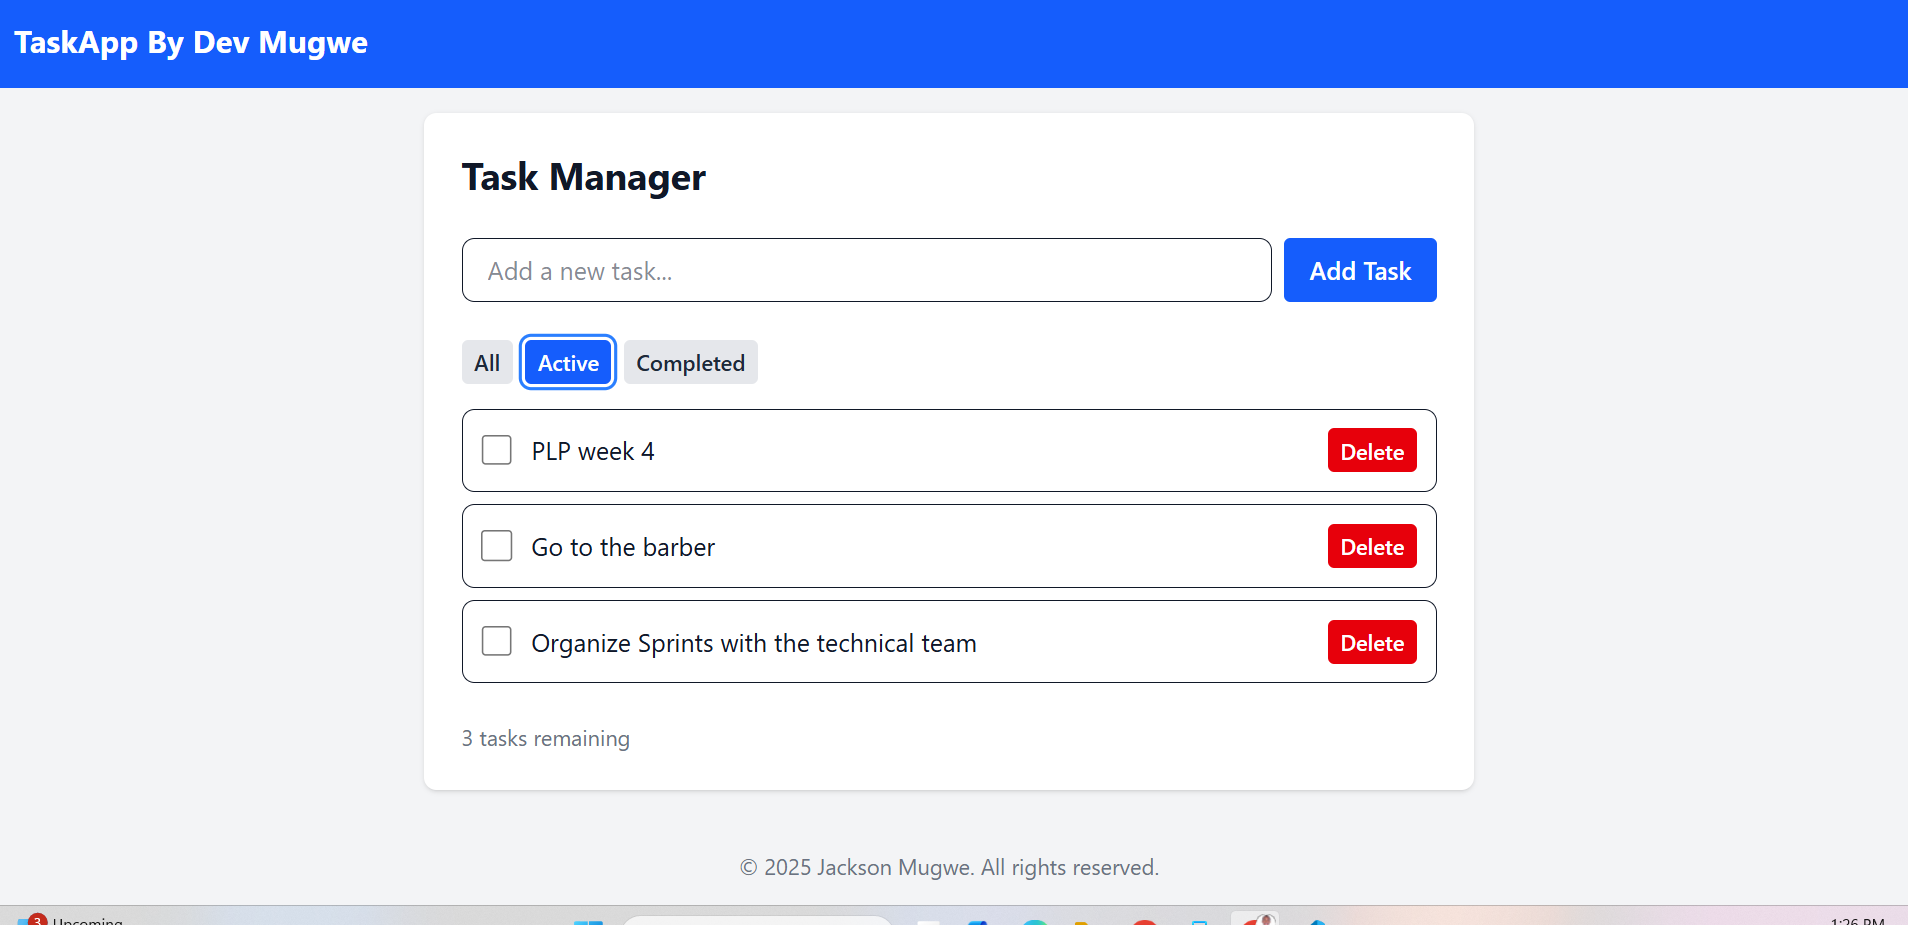 TaskApp By Dev Mugwe
Task Manager
Add a new task...
Add Task
All
Active
Completed
PLP week 4
Delete
Go to the barber
Delete
Organize Sprints with the technical team
Delete
3 tasks remaining
© 2025 Jackson Mugwe. All rights reserved.
3
Upcoming
1:26 PM